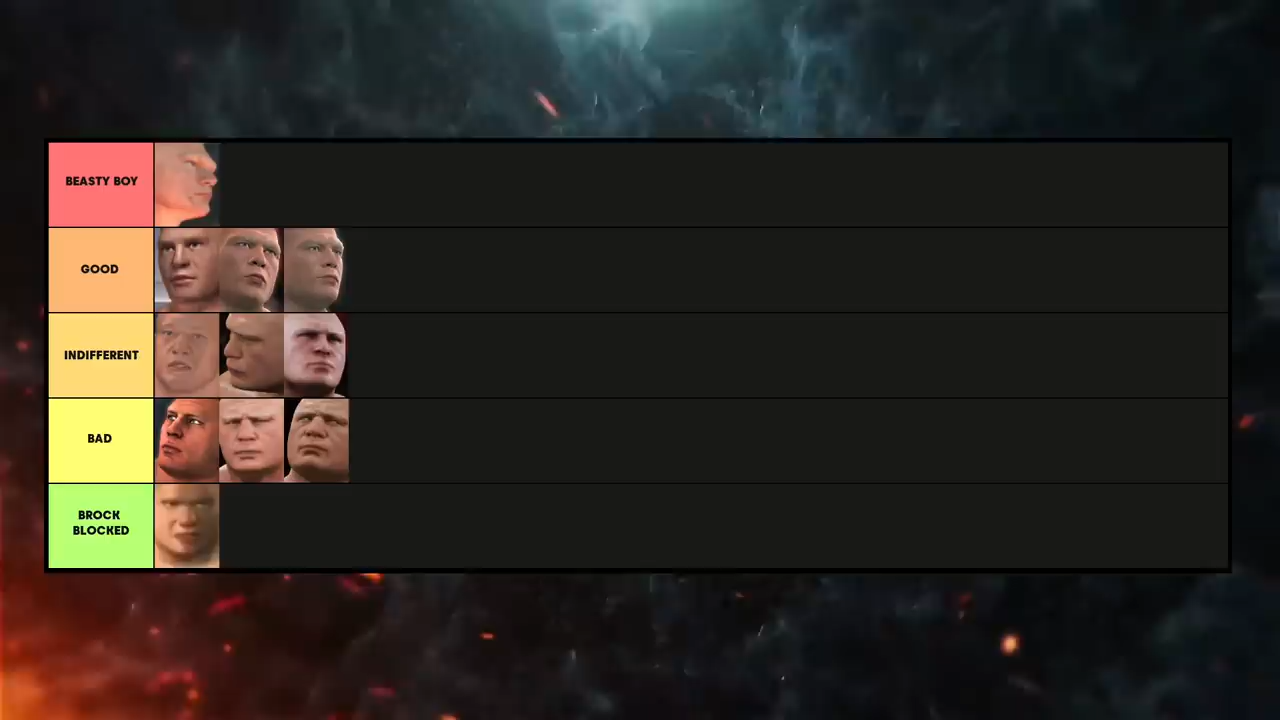 BEASTY BOY
GOOD
INDIFFERENT
BAD
BROCK
BLOCKED